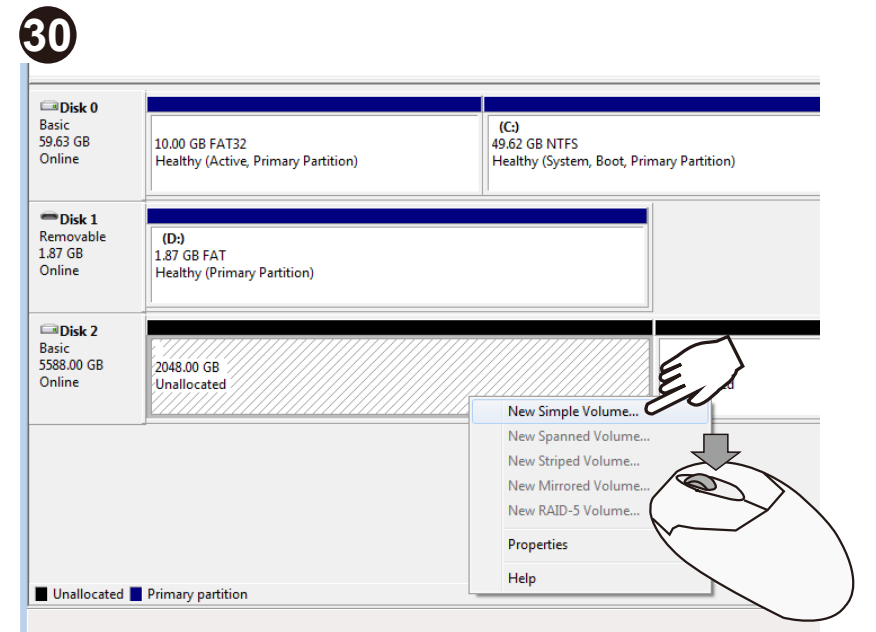 30
Disk 0
Basic
59.63 GB
Online
10.00 GB FAT32
Healthy (Active, Primary Partition)
(C:)
49.62 GB NTFS
Healthy (System, Boot, Primary Partition)
Disk 1
Removable
1.87 GB
Online
(D:)
1.87 GB FAT
Healthy (Primary Partition)
Disk 2
Basic
5588.00 GB
Online
2048.00 GB
Unallocated
New Simple Volume...
New Spanned Volume...
New Striped Volume...
New Mirrored Volume...
New RAID-5 Volume...
Properties
Help
Unallocated
Primary partition